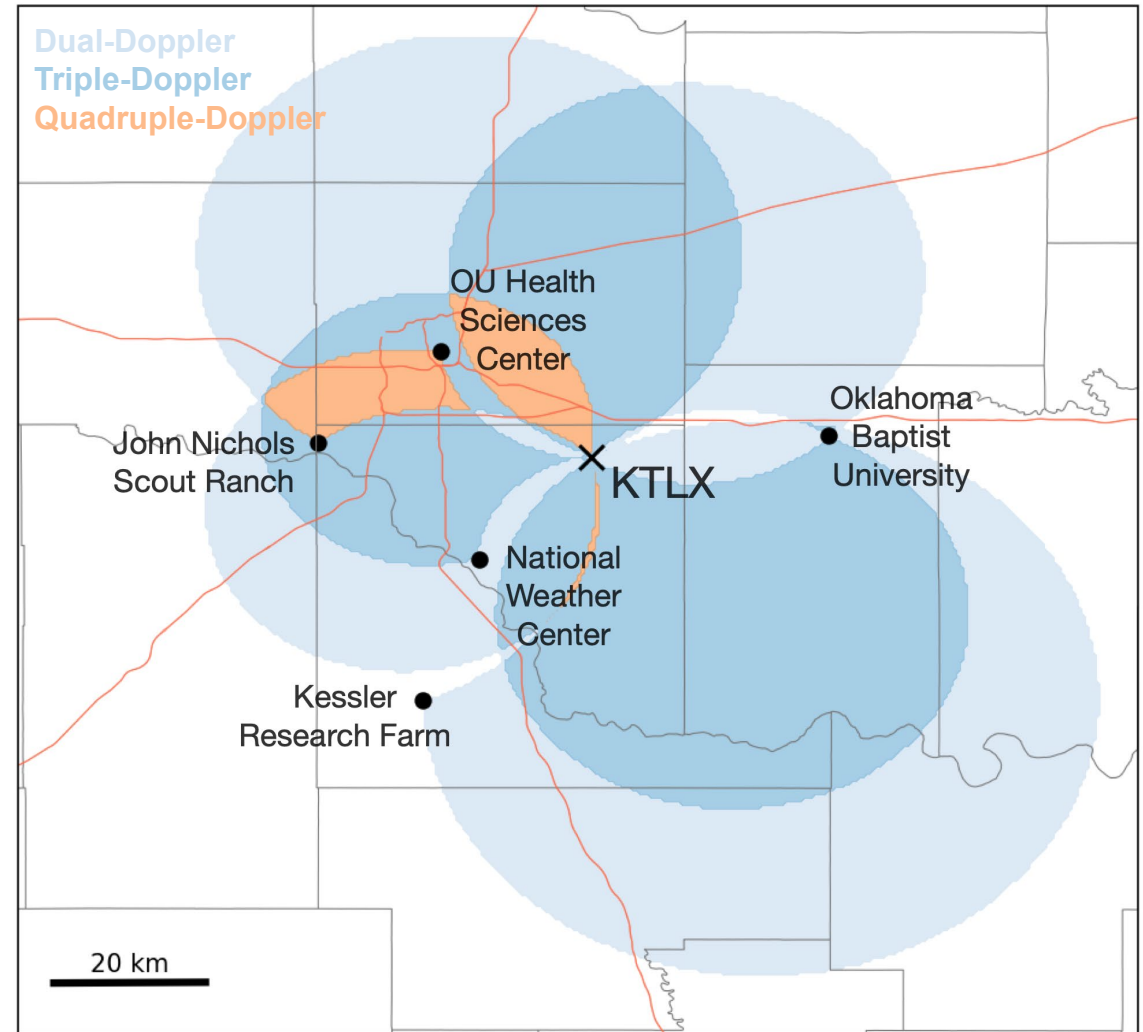 Dual-Doppler
Triple-Doppler
Quadruple-Doppler
OU Health
Sciences
Center
Oklahoma
Baptist
University
John Nichols
Scout Ranch
KTLX
National
Weather
Center
Kessler
Research Farm
20 km